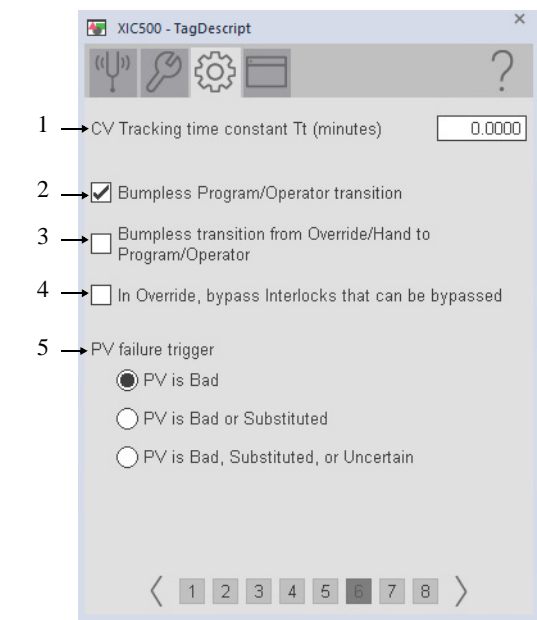 XIC500 - TagDescript
?
1 CV Tracking time constant Tt (minutes) 0.0000
2 Bumpless Program/Operator transition
3 Bumpless transition from Override/Hand to
Program/Operator
4 In Override, bypass Interlocks that can be bypassed
5 PV failure trigger
PV is Bad
PV is Bad or Substituted
PV is Bad, Substituted, or Uncertain
1 2 3 4 5 6 7 8